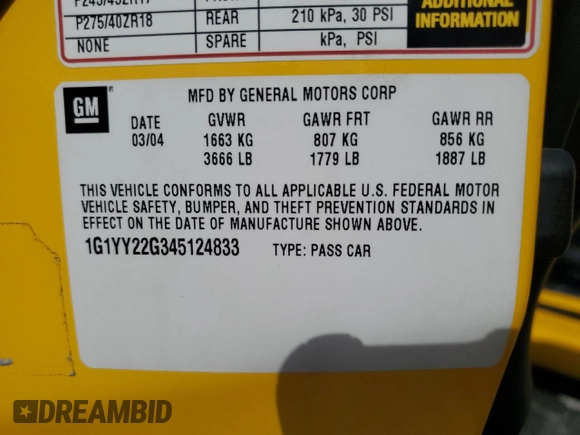 P245/45ZR17
P275/40ZR18 REAR 210 kPa, 30 PSI
NONE SPARE kPa, PSI
ADDITIONAL
INFORMATION
GM
MFD BY GENERAL MOTORS CORP
DATE GVWR GAWR FRT GAWR RR
03/04 1663 KG 807 KG 856 KG
3666 LB 1779 LB 1887 LB
THIS VEHICLE CONFORMS TO ALL APPLICABLE U.S. FEDERAL MOTOR
VEHICLE SAFETY, BUMPER, AND THEFT PREVENTION STANDARDS IN
EFFECT ON THE DATE OF MANUFACTURE SHOWN ABOVE.
1G1YY22G345124833 TYPE: PASS CAR
DREAMBID